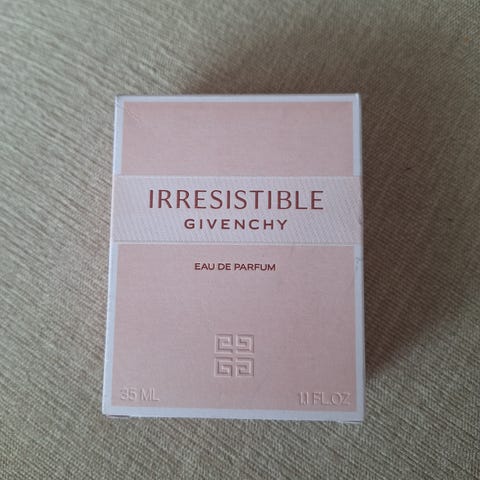 IRRESISTIBLE
GIVENCHY
EAU DE PARFUM
35 ML 1.1 FL.OZ